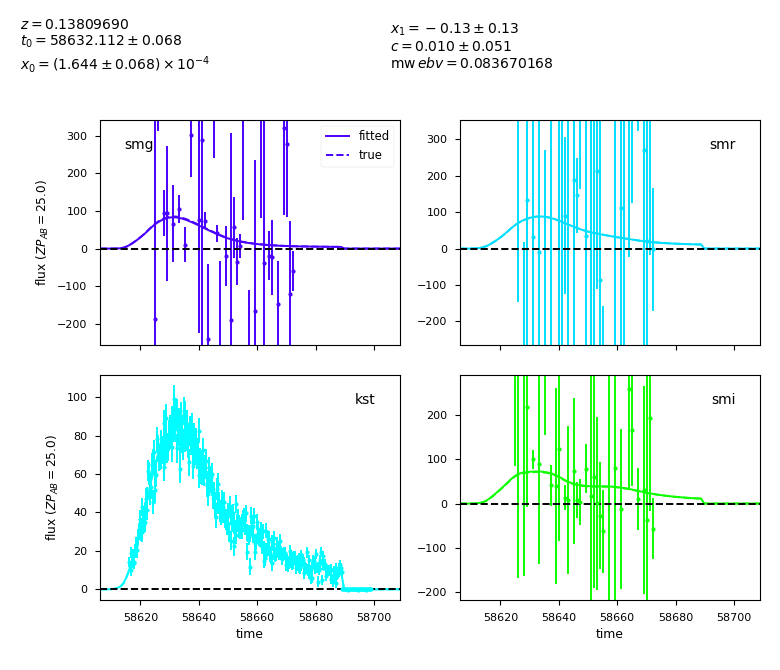 z = 0.13809690
t0 = 58632.112 ± 0.068
x0 = (1.644 ± 0.068) × 10^−4
x1 = −0.13 ± 0.13
c = 0.010 ± 0.051
mw ebv = 0.083670168
smg
fitted
true
300
200
100
0
−100
−200
flux (ZP_AB = 25.0)
smr
300
200
100
0
−100
−200
kst
100
80
60
40
20
0
flux (ZP_AB = 25.0)
58620 58640 58660 58680 58700
time
smi
200
100
0
−100
−200
58620 58640 58660 58680 58700
time